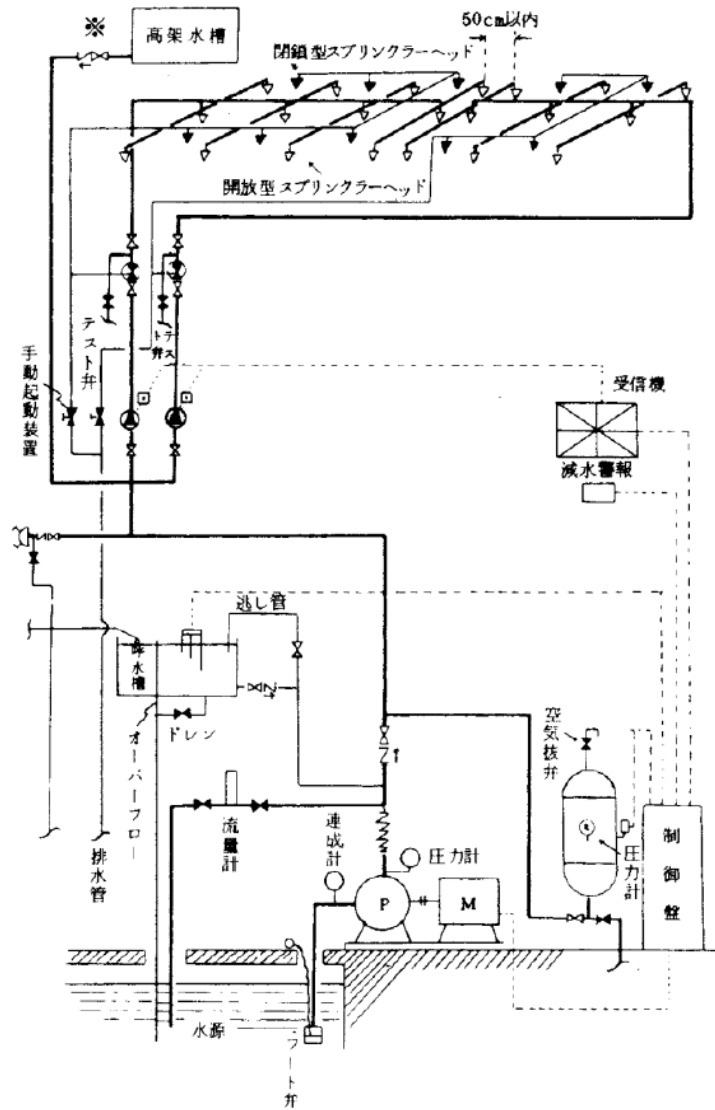 ※
高架水槽
50cm以内
閉鎖型スプリンクラーヘッド
開放型スプリンクラーヘッド
テスト弁
テスト弁
手動起動装置
受信機
減水警報
逃し管
呼水槽
ドレン
オーバーフロー
排水管
流量計
連成計
圧力計
P
M
空気抜弁
圧力計
制御盤
水源
フート弁